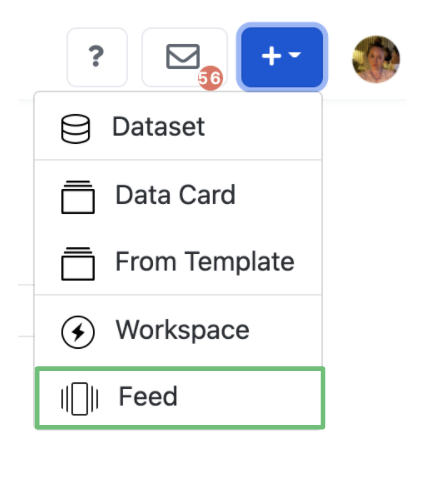 ?
56
+
Dataset
Data Card
From Template
Workspace
Feed